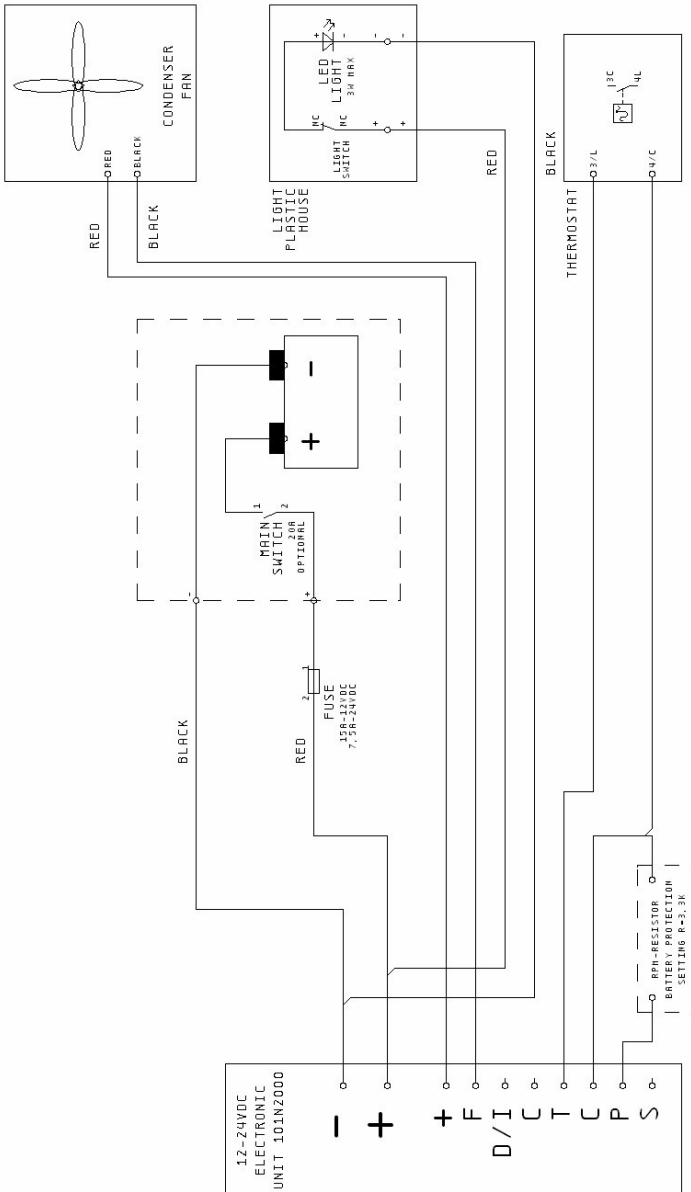 CONDENSER
FAN
RED
BLACK
RED
BLACK
+
-
-
-
LED
LIGHT
3W MAX
NC
NC
+
+
LIGHT
SWITCH
LIGHT
PLASTIC
HOUSE
RED
BLACK
3C
4L
3/L
4/C
THERMOSTAT
-
+
1
2
MAIN
SWITCH
20A
OPTIONAL
-
+
1
2
FUSE
15A-12VDC
7,5A-24VDC
BLACK
RED
RPM-RESISTOR
BATTERY PROTECTION
SETTING R=3,3K
12-24VDC
ELECTRONIC
UNIT 101N2000
-
+
+
F
D/I
C
T
C
P
S